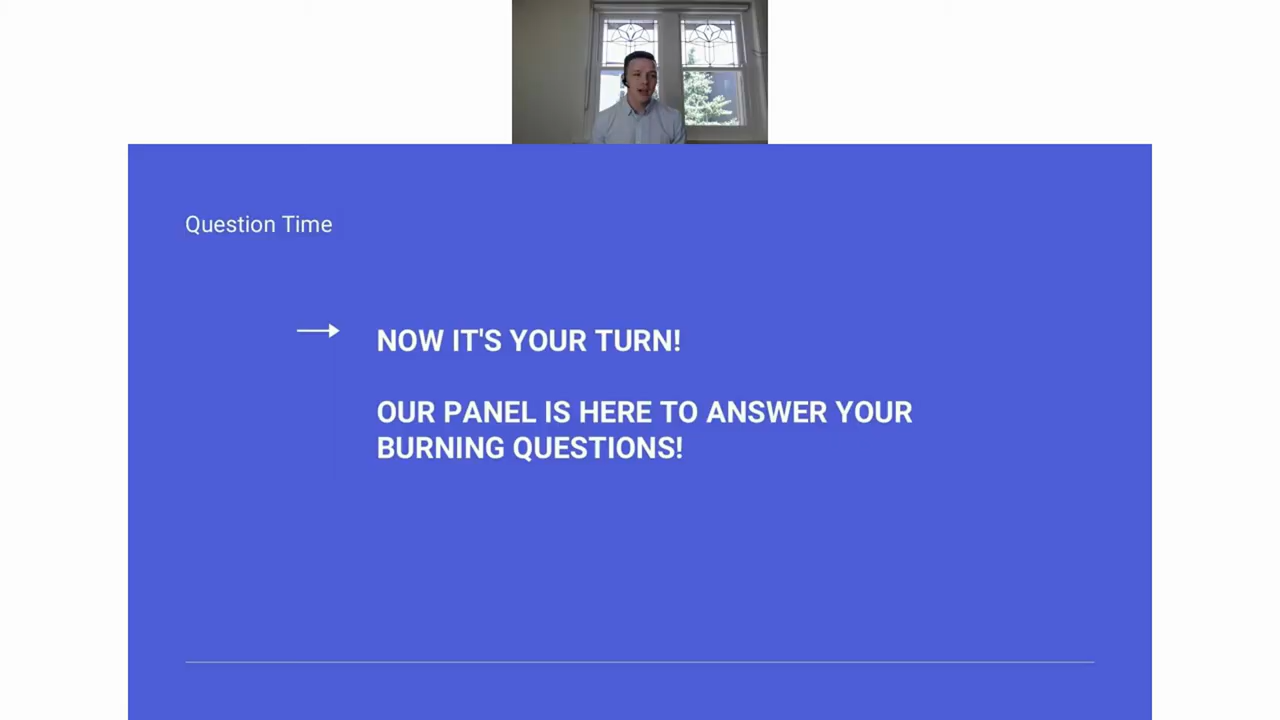 Question Time
NOW IT'S YOUR TURN!
OUR PANEL IS HERE TO ANSWER YOUR
BURNING QUESTIONS!